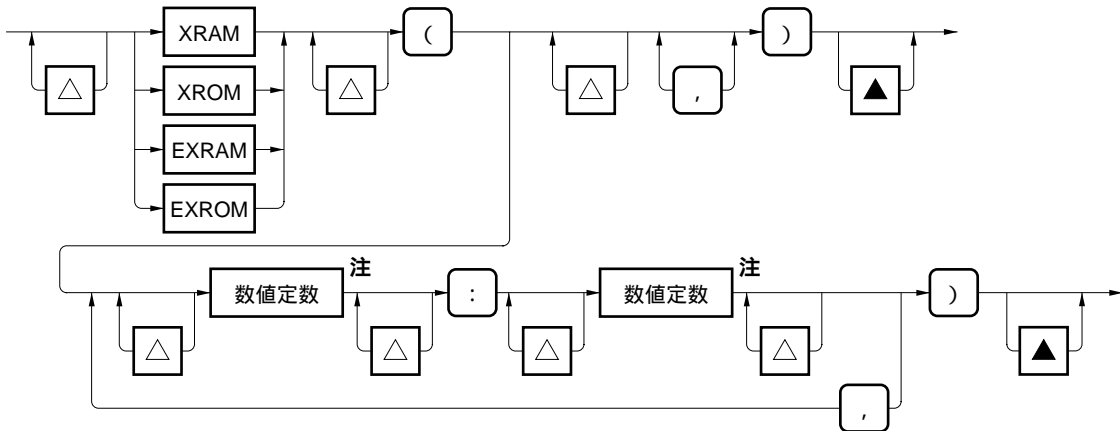 XRAM ( , )
△ △ △ ▲
XROM
EXRAM
EXROM
数値定数 注 : 数値定数 注 )
△ △ △ △ ▲
,